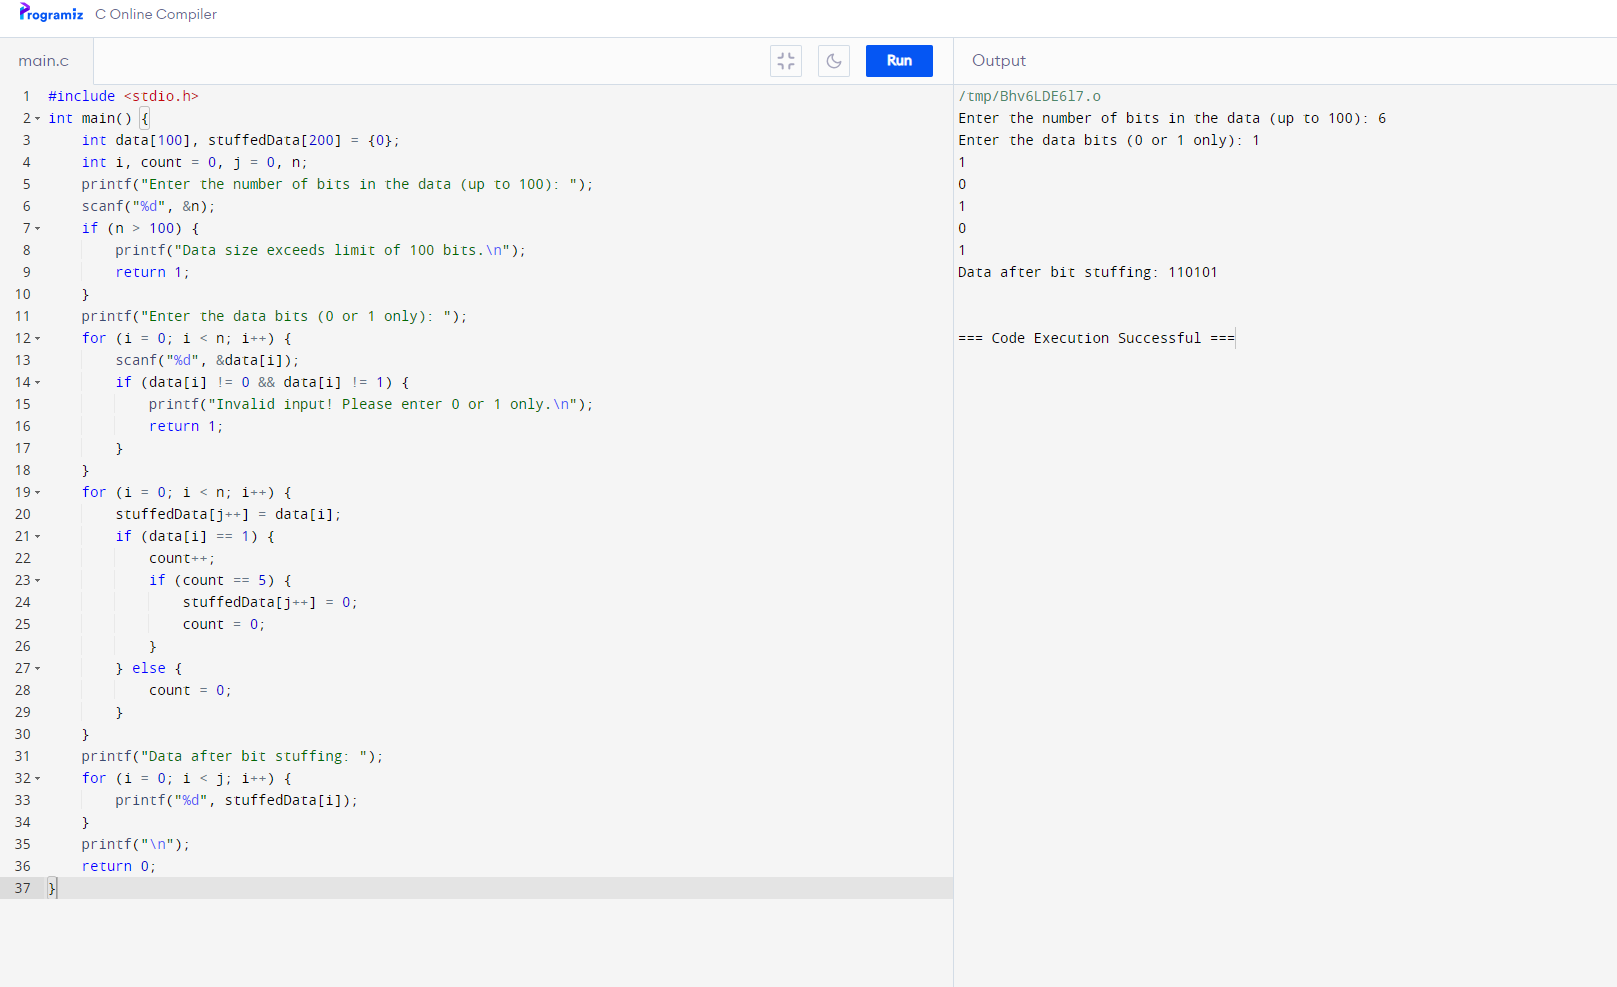 Programiz C Online Compiler
main.c Run Output
1 #include <stdio.h>
2 int main() {
3 int data[100], stuffedData[200] = {0};
4 int i, count = 0, j = 0, n;
5 printf("Enter the number of bits in the data (up to 100): ");
6 scanf("%d", &n);
7 if (n > 100) {
8 printf("Data size exceeds limit of 100 bits.\n");
9 return 1;
10 }
11 printf("Enter the data bits (0 or 1 only): ");
12 for (i = 0; i < n; i++) {
13 scanf("%d", &data[i]);
14 if (data[i] != 0 && data[i] != 1) {
15 printf("Invalid input! Please enter 0 or 1 only.\n");
16 return 1;
17 }
18 }
19 for (i = 0; i < n; i++) {
20 stuffedData[j++] = data[i];
21 if (data[i] == 1) {
22 count++;
23 if (count == 5) {
24 stuffedData[j++] = 0;
25 count = 0;
26 }
27 } else {
28 count = 0;
29 }
30 }
31 printf("Data after bit stuffing: ");
32 for (i = 0; i < j; i++) {
33 printf("%d", stuffedData[i]);
34 }
35 printf("\n");
36 return 0;
37 }
/tmp/Bhv6LDE6l7.o
Enter the number of bits in the data (up to 100): 6
Enter the data bits (0 or 1 only): 1
1
0
1
0
1
Data after bit stuffing: 110101
=== Code Execution Successful ===